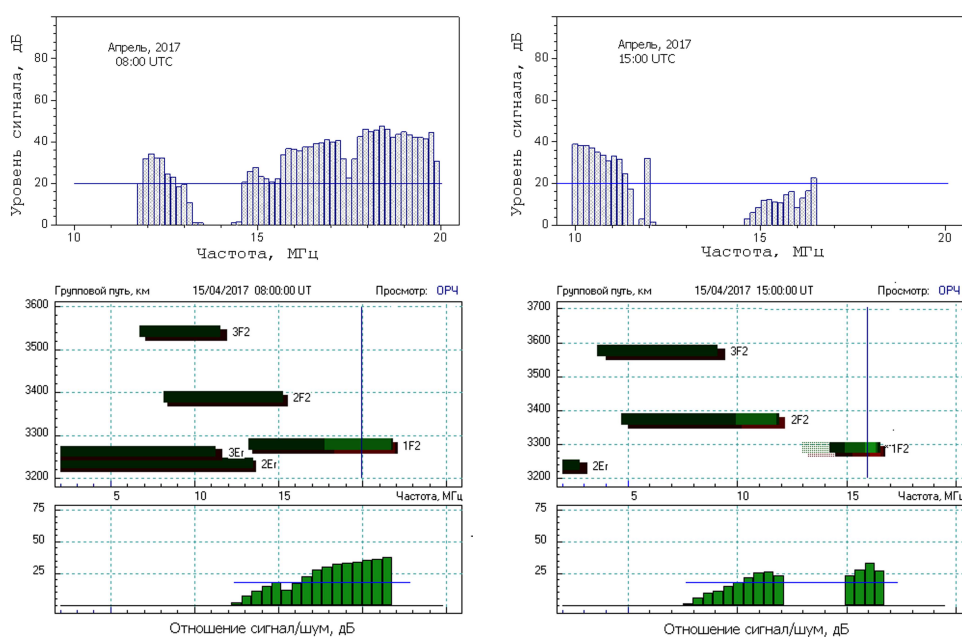 Уровень сигнала, дБ
80
60
40
20
0
Апрель, 2017
08:00 UTC
10
15
20
Частота, МГц
Уровень сигнала, дБ
80
60
40
20
0
Апрель, 2017
15:00 UTC
10
15
20
Частота, МГц
Групповой путь, км 15/04/2017 08:00:00 UT Просмотр: ОРЧ
3600
3500
3400
3300
3200
3F2
2F2
1F2
3Er
2Er
5 10 15 Частота, МГц
75
50
25
Отношение сигнал/шум, дБ
Групповой путь, км 15/04/2017 15:00:00 UT Просмотр: ОРЧ
3700
3600
3500
3400
3300
3200
3F2
2F2
1F2
2Er
5 10 15 Частота, МГц
75
50
25
Отношение сигнал/шум, дБ